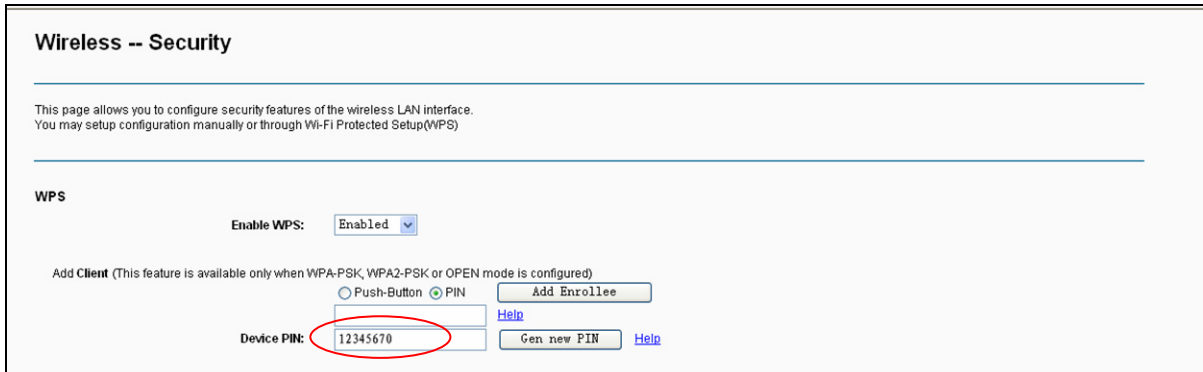 Wireless -- Security
This page allows you to configure security features of the wireless LAN interface.
You may setup configuration manually or through Wi-Fi Protected Setup(WPS)
WPS
Enable WPS: Enabled
Add Client (This feature is available only when WPA-PSK, WPA2-PSK or OPEN mode is configured)
Push-Button PIN Add Enrollee
Help
Device PIN: 12345670 Gen new PIN Help